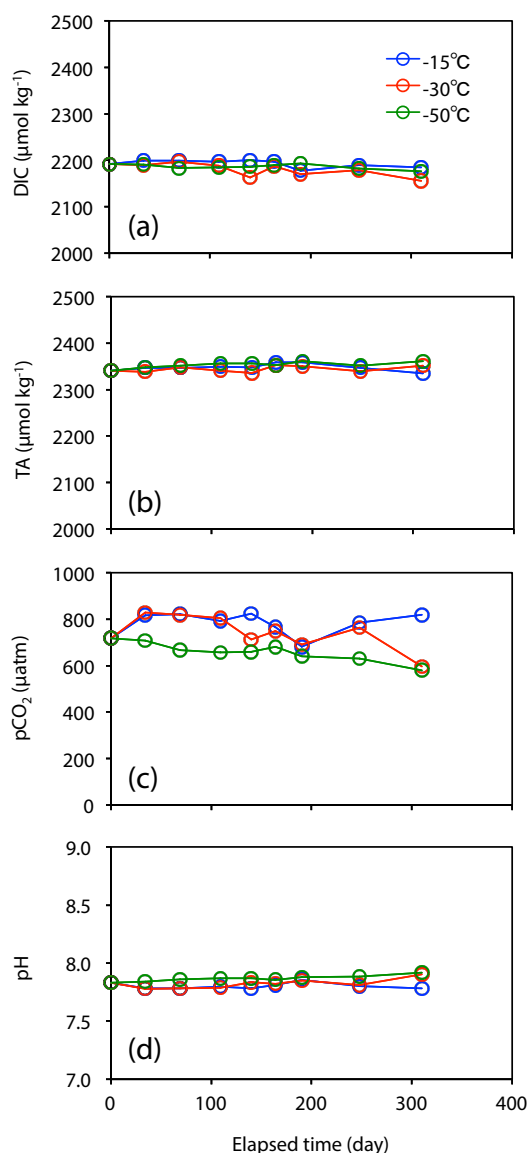 2500
2400
2300
2200
2100
2000
DIC (µmol kg⁻¹)
-15℃
-30℃
-50℃
(a)
2500
2400
2300
2200
2100
2000
TA (µmol kg⁻¹)
(b)
1000
800
600
400
200
0
pCO₂ (µatm)
(c)
9.0
8.5
8.0
7.5
7.0
pH
(d)
0 100 200 300 400
Elapsed time (day)